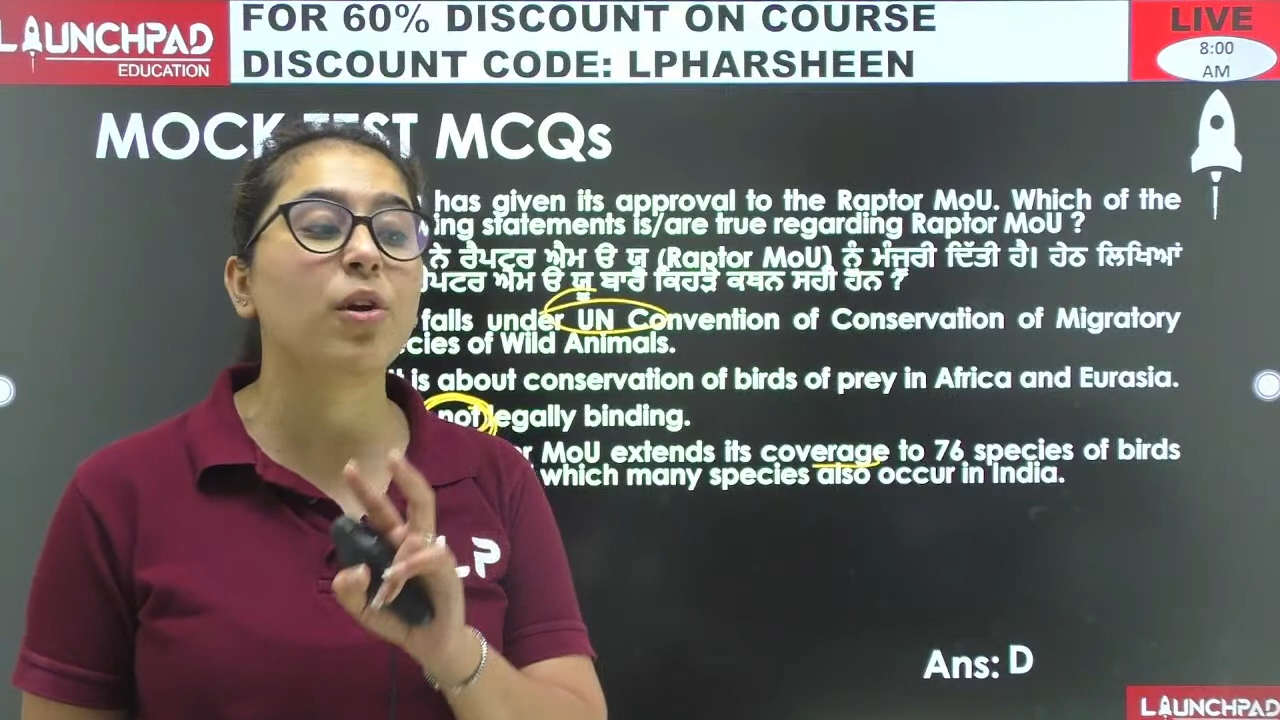 LAUNCHPAD
EDUCATION
FOR 60% DISCOUNT ON COURSE
DISCOUNT CODE: LPHARSHEEN
LIVE
8:00
AM
MOCK TEST MCQs
has given its approval to the Raptor MoU. Which of the
statements is/are true regarding Raptor MoU ?
ਨੇ ਰੈਪਟਰ ਐਮ ਓ ਯੂ (Raptor MoU) ਨੂੰ ਮੰਜੂਰੀ ਦਿੱਤੀ ਹੈ। ਹੇਠ ਲਿਖਿਆਂ
ਐਮ ਓ ਯੂ ਬਾਰੇ ਕਿਹੜੇ ਕਥਨ ਸਹੀ ਹਨ ?
falls under UN Convention of Conservation of Migratory
of Wild Animals.
is about conservation of birds of prey in Africa and Eurasia.
not legally binding.
MoU extends its coverage to 76 species of birds
which many species also occur in India.
LP
Ans: D
LAUNCHPAD